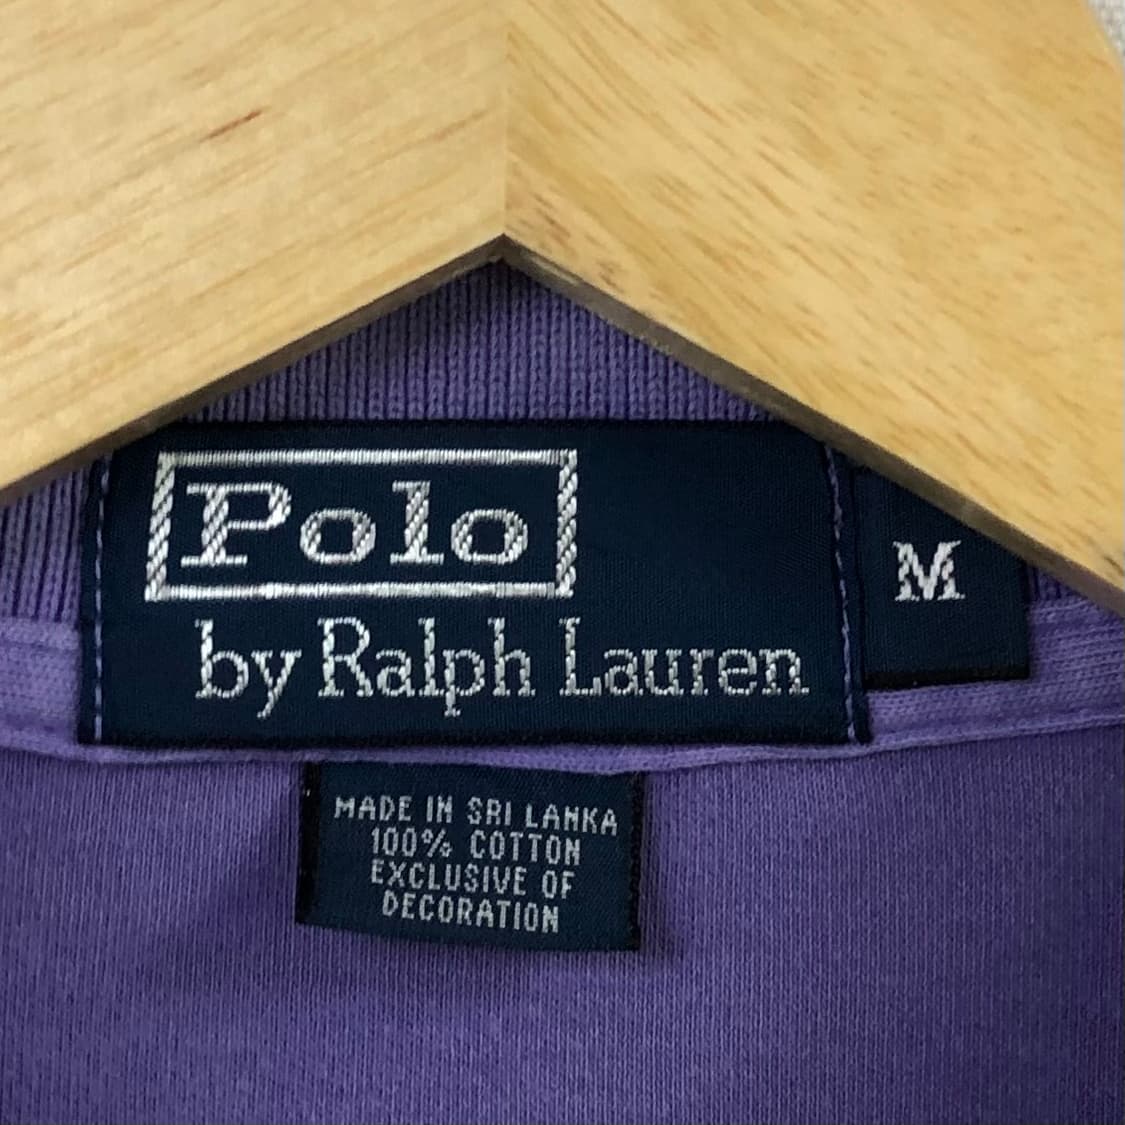 Polo
by Ralph Lauren
M
MADE IN SRI LANKA
100% COTTON
EXCLUSIVE OF
DECORATION